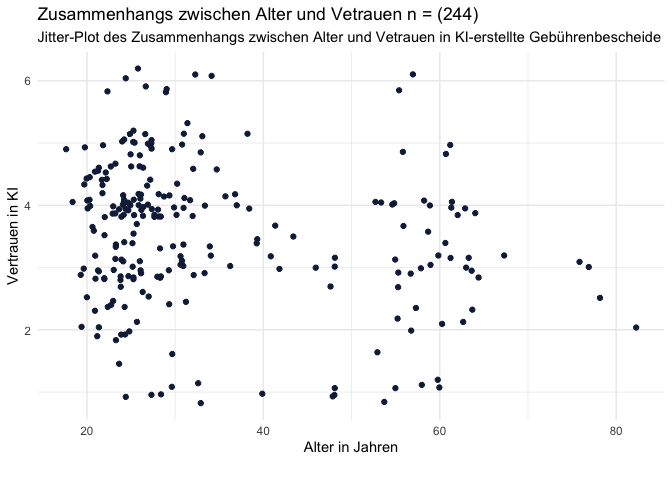 Zusammenhangs zwischen Alter und Vetrauen n = (244)
Jitter-Plot des Zusammenhangs zwischen Alter und Vetrauen in KI-erstellte Gebührenbescheide
6
4
2
Vertrauen in KI
20 40 60 80
Alter in Jahren